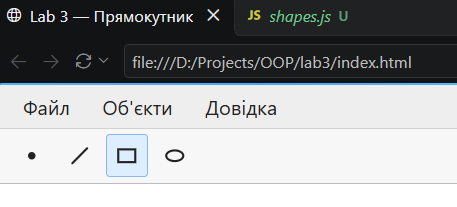 Lab 3 — Прямокутник JS shapes.js U
file:///D:/Projects/OOP/lab3/index.html
Файл Об'єкти Довідка